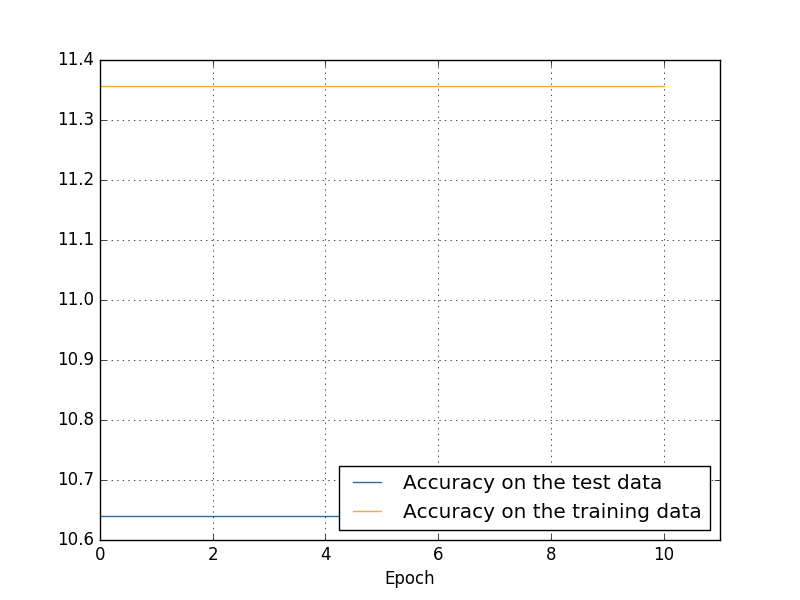 11.4
11.3
11.2
11.1
11.0
10.9
10.8
10.7
10.6
Accuracy on the test data
Accuracy on the training data
0 2 4 6 8 10
Epoch